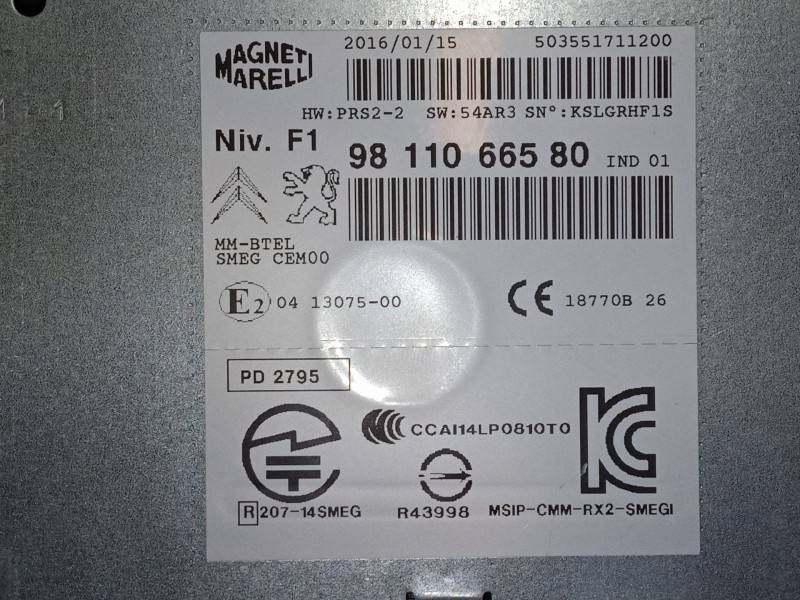 MAGNETI
MARELLI
2016/01/15 503551711200
HW:PRS2-2 SW:54AR3 SN°:KSLGRHF1S
Niv. F1
98 110 665 80 IND 01
MM-BTEL
SMEG CEM00
E2 04 13075-00
CE 18770B 26
PD 2795
CCAI14LP0810T0
KC
R 207-14SMEG
R43998
MSIP-CMM-RX2-SMEGI